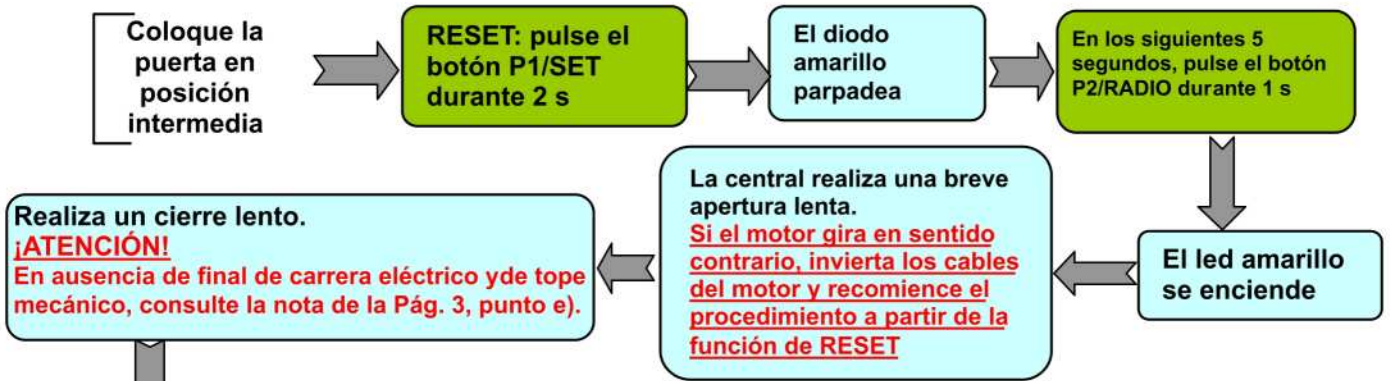 Coloque la
puerta en
posición
intermedia
RESET: pulse el
botón P1/SET
durante 2 s
El diodo
amarillo
parpadea
En los siguientes 5
segundos, pulse el botón
P2/RADIO durante 1 s
El led amarillo
se enciende
La central realiza una breve
apertura lenta.
Si el motor gira en sentido
contrario, invierta los cables
del motor y recomience el
procedimiento a partir de la
función de RESET
Realiza un cierre lento.
¡ATENCIÓN!
En ausencia de final de carrera eléctrico yde tope
mecánico, consulte la nota de la Pág. 3, punto e).